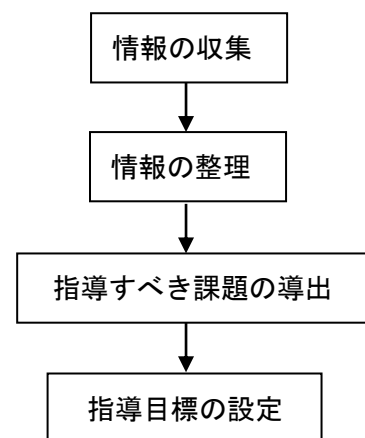 情報の収集
情報の整理
指導すべき課題の導出
指導目標の設定